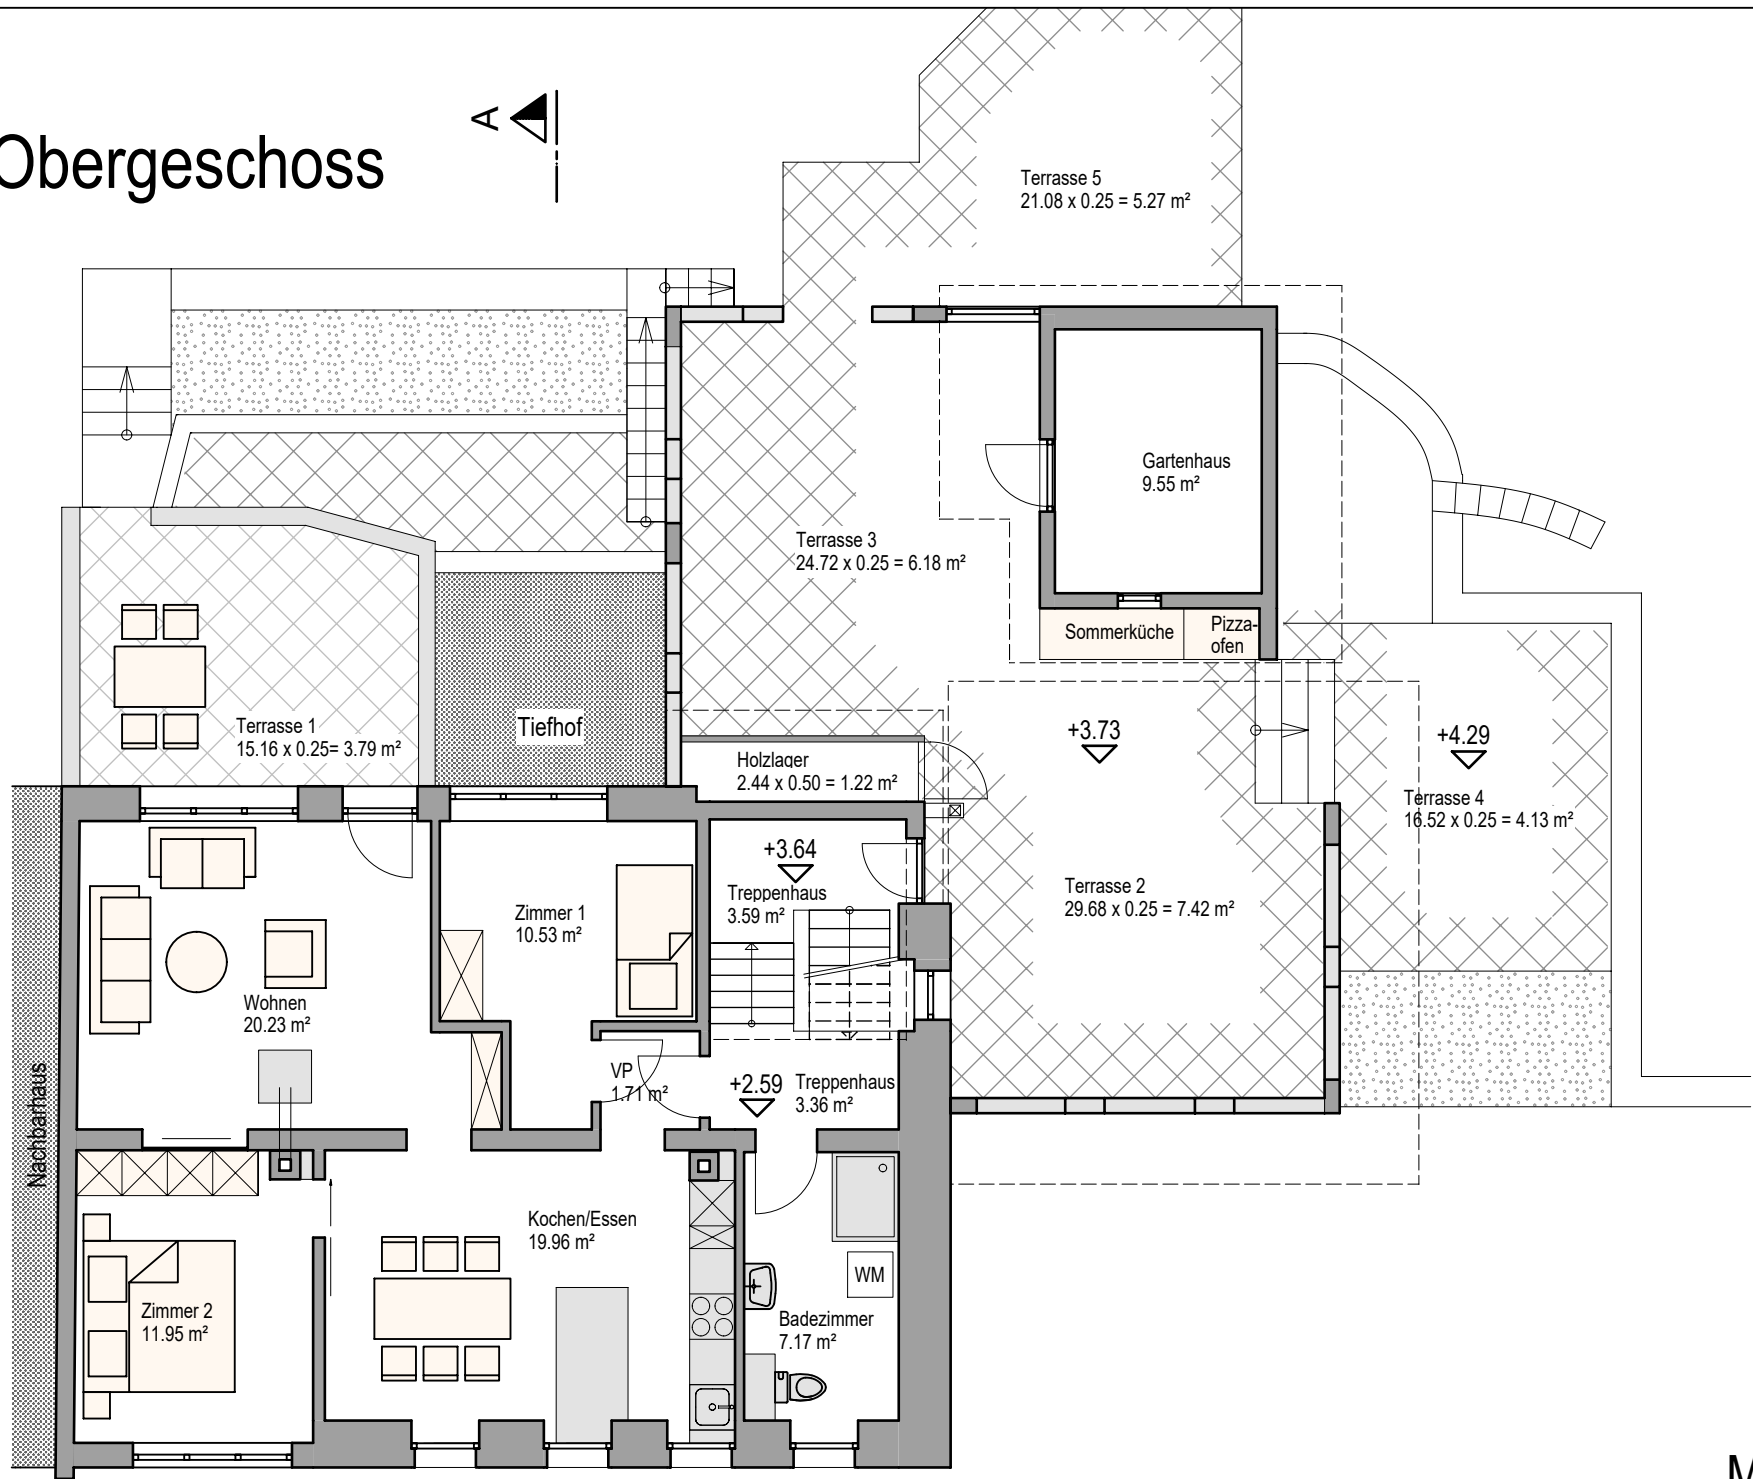 Obergeschoss
A
Terrasse 5
21.08 x 0.25 = 5.27 m²
Gartenhaus
9.55 m²
Terrasse 3
24.72 x 0.25 = 6.18 m²
Sommerküche
Pizza-
ofen
Terrasse 1
15.16 x 0.25= 3.79 m²
Tiefhof
+3.73
+4.29
Holzlager
2.44 x 0.50 = 1.22 m²
Terrasse 4
16.52 x 0.25 = 4.13 m²
+3.64
Treppenhaus
3.59 m²
Terrasse 2
29.68 x 0.25 = 7.42 m²
Zimmer 1
10.53 m²
Wohnen
20.23 m²
Nachbarhaus
VP
1.71 m²
+2.59
Treppenhaus
3.36 m²
Kochen/Essen
19.96 m²
WM
Zimmer 2
11.95 m²
Badezimmer
7.17 m²
M